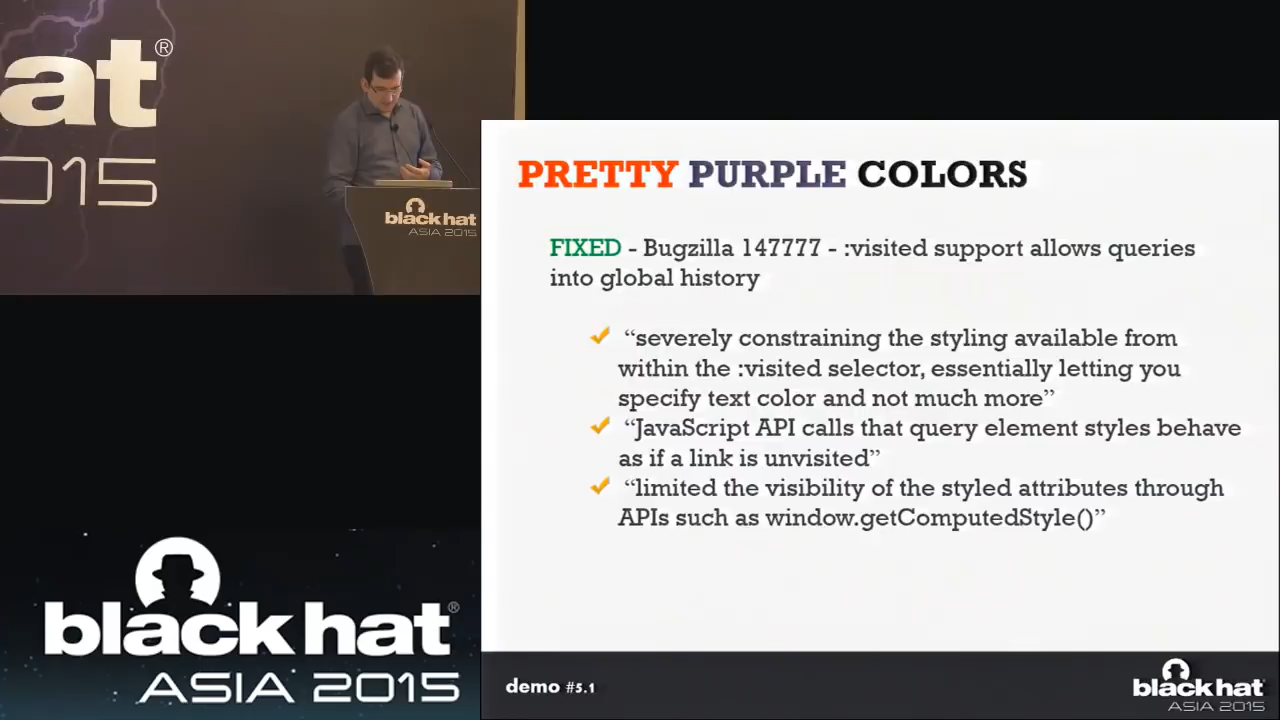 at®
2015
black hat
ASIA 2015
PRETTY PURPLE COLORS
FIXED - Bugzilla 147777 - :visited support allows queries
into global history
“severely constraining the styling available from
within the :visited selector, essentially letting you
specify text color and not much more”
“JavaScript API calls that query element styles behave
as if a link is unvisited”
“limited the visibility of the styled attributes through
APIs such as window.getComputedStyle()”
black hat®
ASIA 2015
demo #5.1
black hat
ASIA 2015